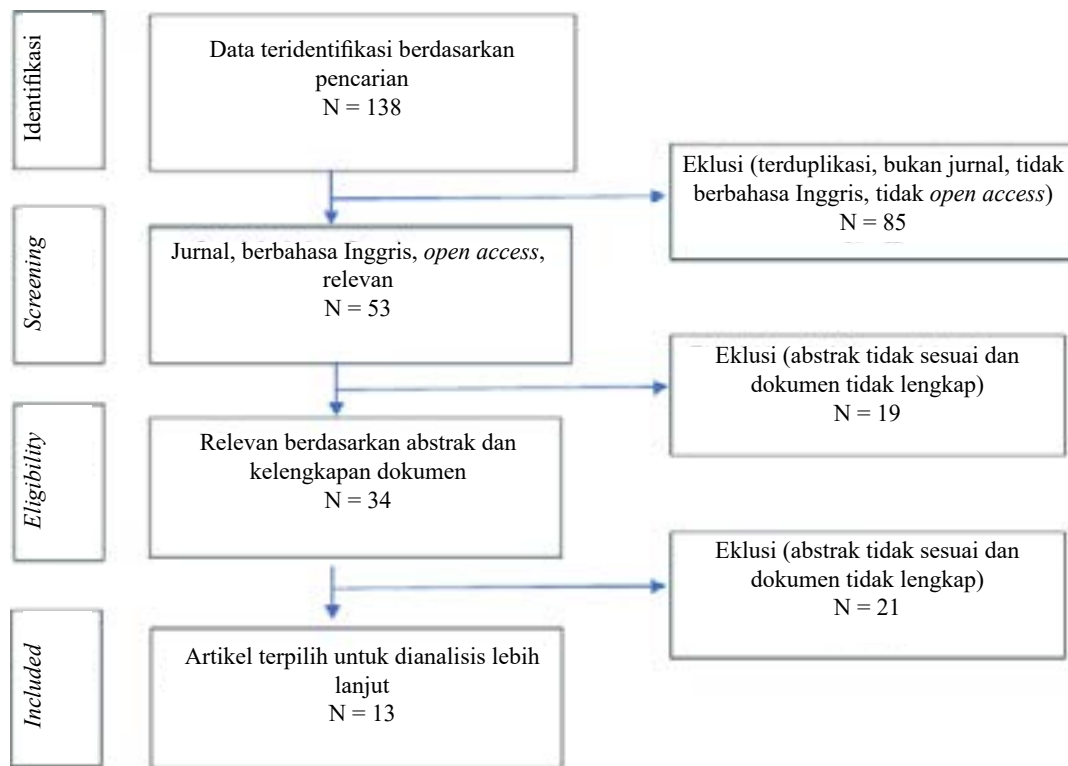 Identifikasi
Data teridentifikasi berdasarkan
pencarian
N = 138
Eklusi (terduplikasi, bukan jurnal, tidak
berbahasa Inggris, tidak open access)
N = 85
Screening
Jurnal, berbahasa Inggris, open access,
relevan
N = 53
Eklusi (abstrak tidak sesuai dan
dokumen tidak lengkap)
N = 19
Eligibility
Relevan berdasarkan abstrak dan
kelengkapan dokumen
N = 34
Eklusi (abstrak tidak sesuai dan
dokumen tidak lengkap)
N = 21
Included
Artikel terpilih untuk dianalisis lebih
lanjut
N = 13